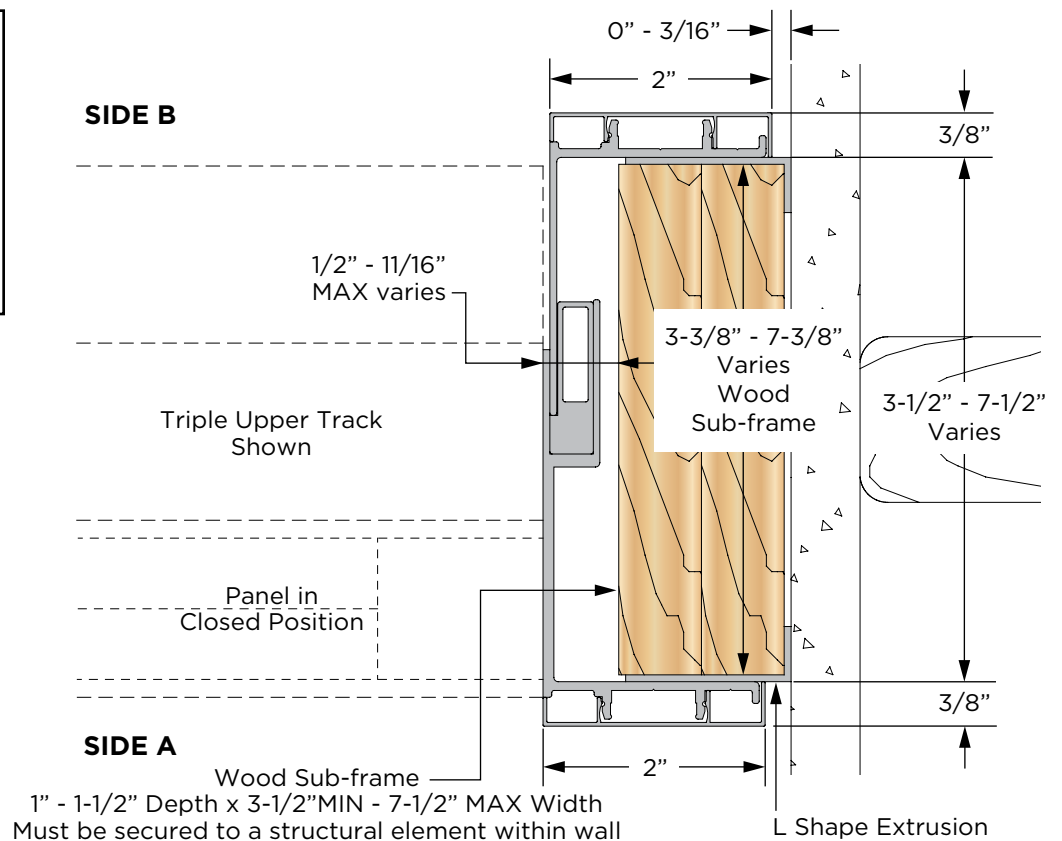 0” - 3/16”
2”
SIDE B
3/8”
1/2” - 11/16”
MAX varies
3-3/8” - 7-3/8”
Varies
Wood
Sub-frame
3-1/2” - 7-1/2”
Varies
Triple Upper Track
Shown
Panel in
Closed Position
3/8”
SIDE A
2”
Wood Sub-frame
1” - 1-1/2” Depth x 3-1/2”MIN - 7-1/2” MAX Width
Must be secured to a structural element within wall
L Shape Extrusion